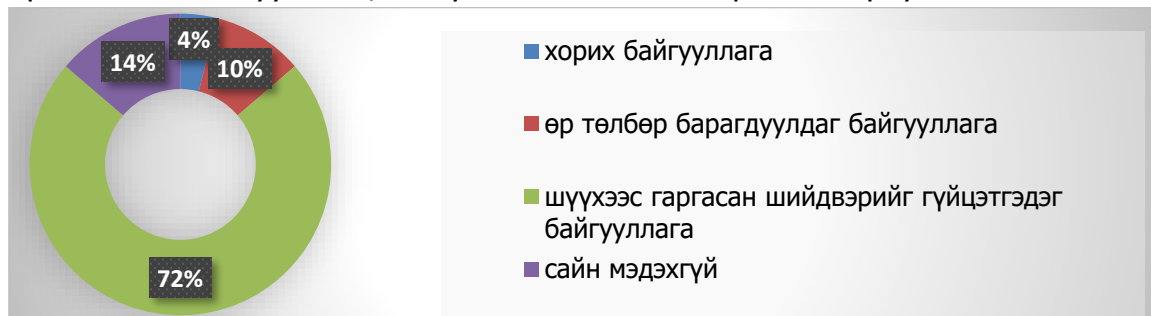 4%
14%
10%
72%
хорих байгууллага
өр төлбөр барагдуулдаг байгууллага
шүүхээс гаргасан шийдвэрийг гүйцэтгэдэг
байгууллага
сайн мэдэхгүй